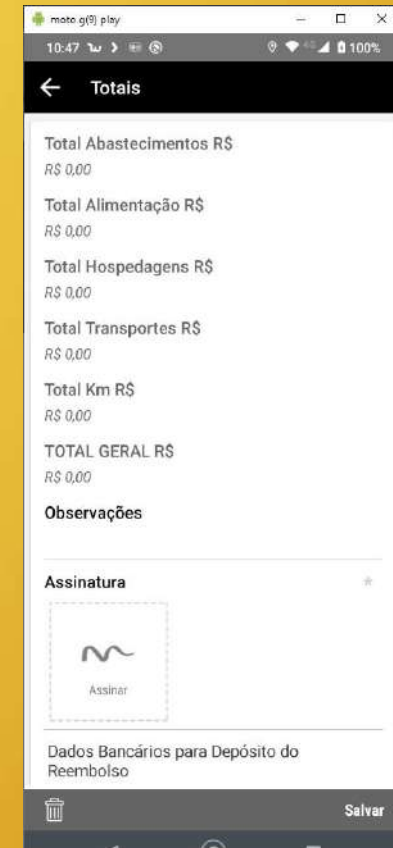 moto g(9) play
10:47
4G 100%
Totais
Total Abastecimentos R$
R$ 0,00
Total Alimentação R$
R$ 0,00
Total Hospedagens R$
R$ 0,00
Total Transportes R$
R$ 0,00
Total Km R$
R$ 0,00
TOTAL GERAL R$
R$ 0,00
Observações
Assinatura *
Assinar
Dados Bancários para Depósito do
Reembolso
Salvar